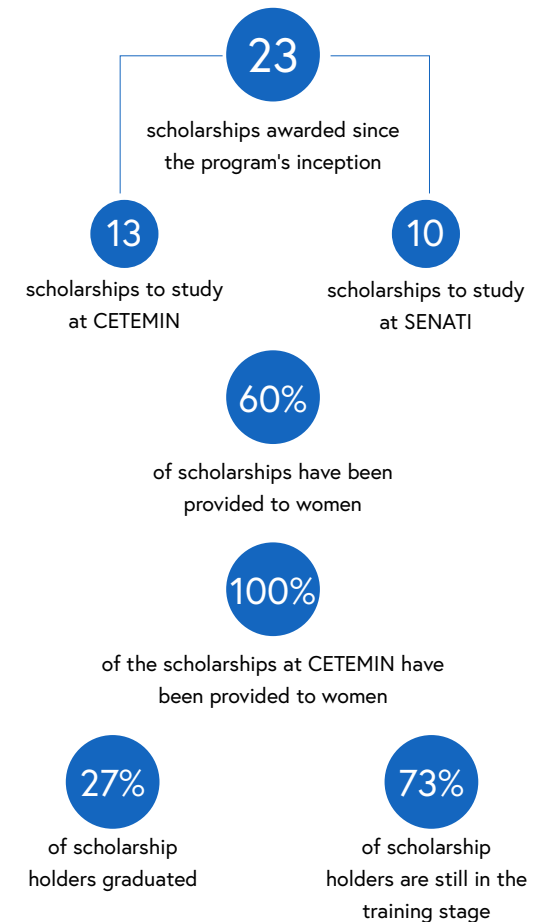 23
scholarships awarded since
the program's inception
13
scholarships to study
at CETEMIN
10
scholarships to study
at SENATI
60%
of scholarships have been
provided to women
100%
of the scholarships at CETEMIN have
been provided to women
27%
of scholarship
holders graduated
73%
of scholarship
holders are still in the
training stage